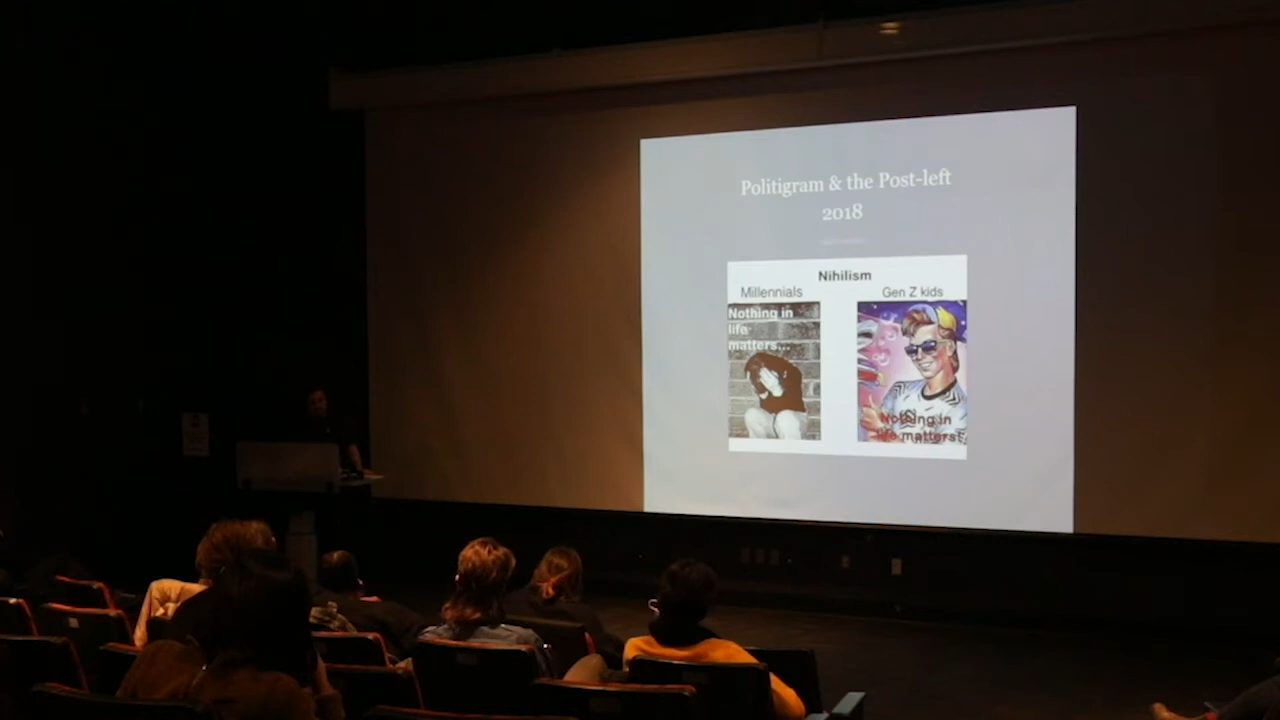 Politigram & the Post-left
2018
Nihilism
Millennials
Gen Z kids
Nothing in
life
matters...
Nothing in
life matters!